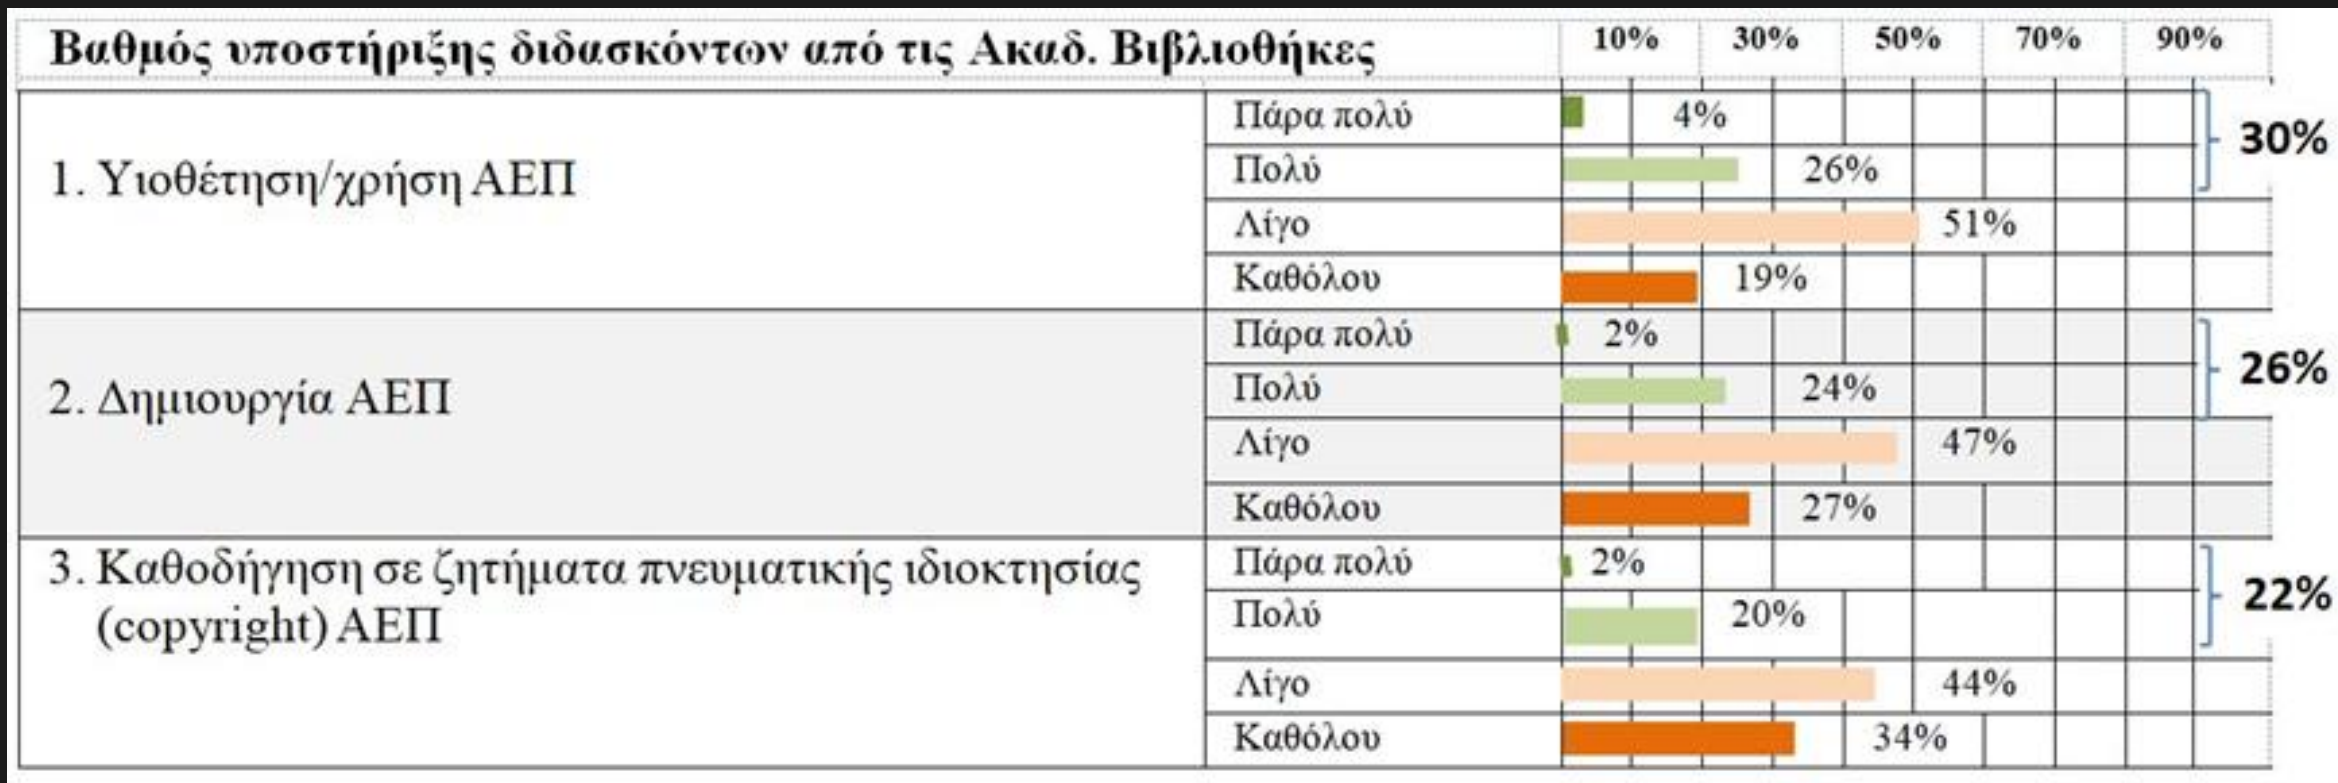 Βαθμός υποστήριξης διδασκόντων από τις Ακαδ. Βιβλιοθήκες 10% 30% 50% 70% 90%
1. Υιοθέτηση/χρήση ΑΕΠ
Πάρα πολύ 4%
Πολύ 26%
30%
Λίγο 51%
Καθόλου 19%
2. Δημιουργία ΑΕΠ
Πάρα πολύ 2%
Πολύ 24%
26%
Λίγο 47%
Καθόλου 27%
3. Καθοδήγηση σε ζητήματα πνευματικής ιδιοκτησίας
(copyright) ΑΕΠ
Πάρα πολύ 2%
Πολύ 20%
22%
Λίγο 44%
Καθόλου 34%